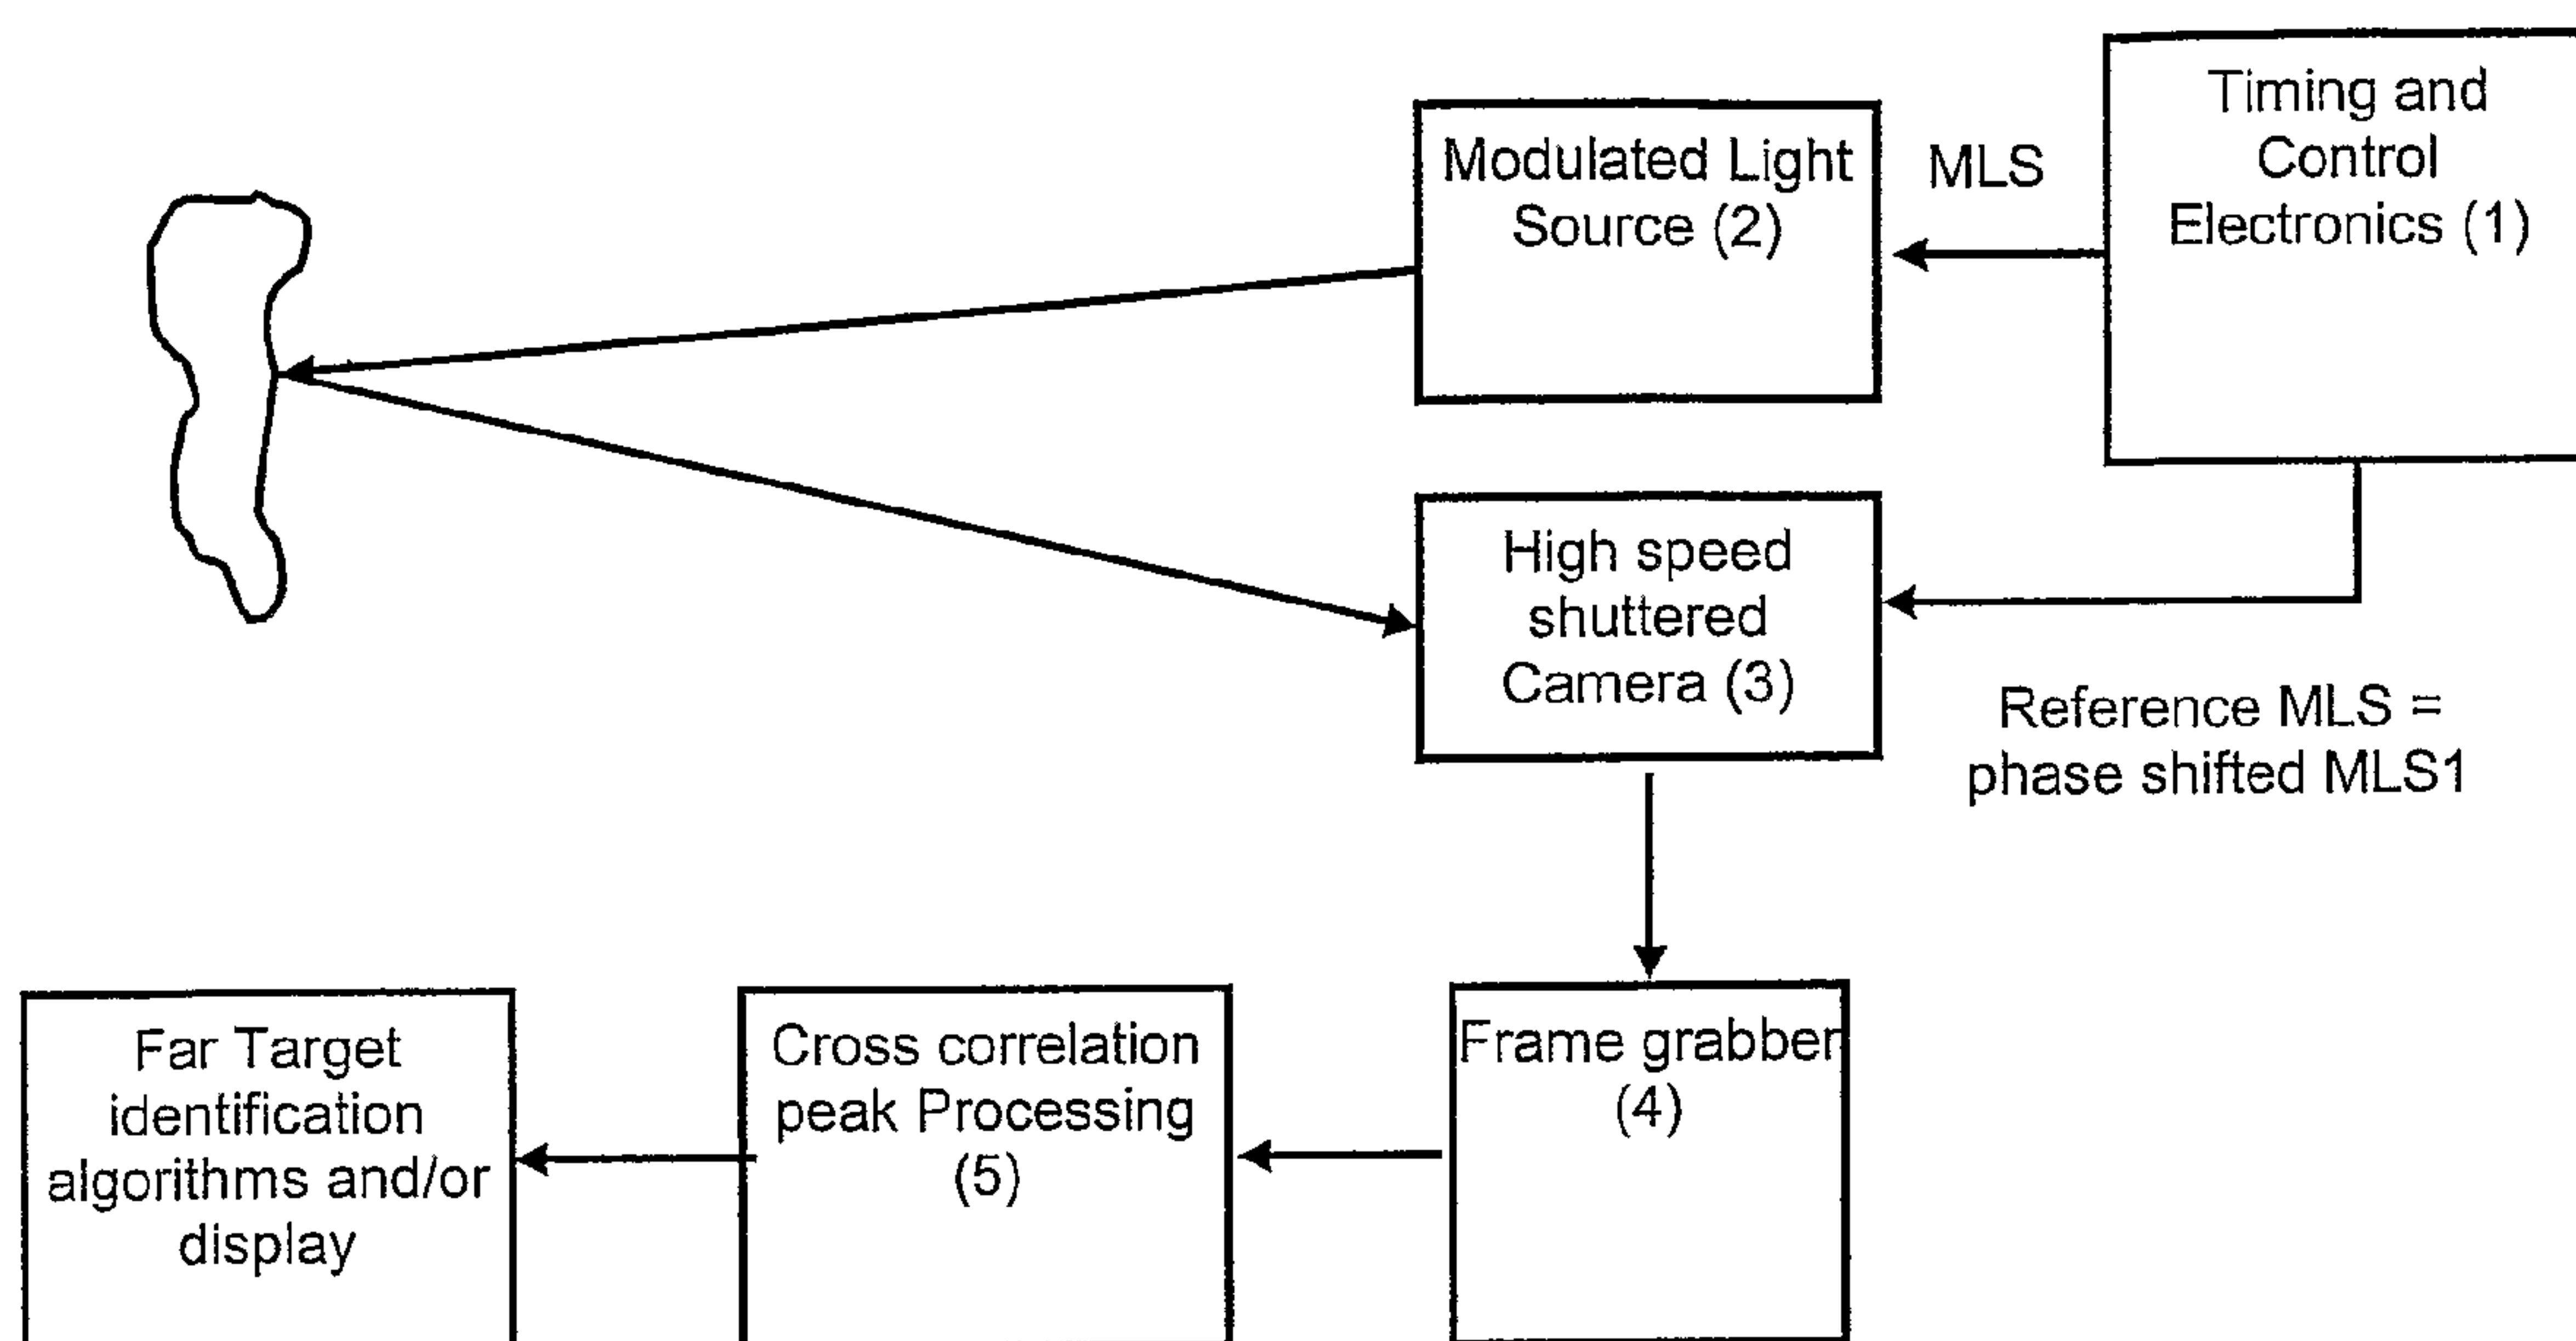 Timing and
Control
Electronics (1)
MLS
Modulated Light
Source (2)
High speed
shuttered
Camera (3)
Reference MLS =
phase shifted MLS1
Frame grabber
(4)
Cross correlation
peak Processing
(5)
Far Target
identification
algorithms and/or
display